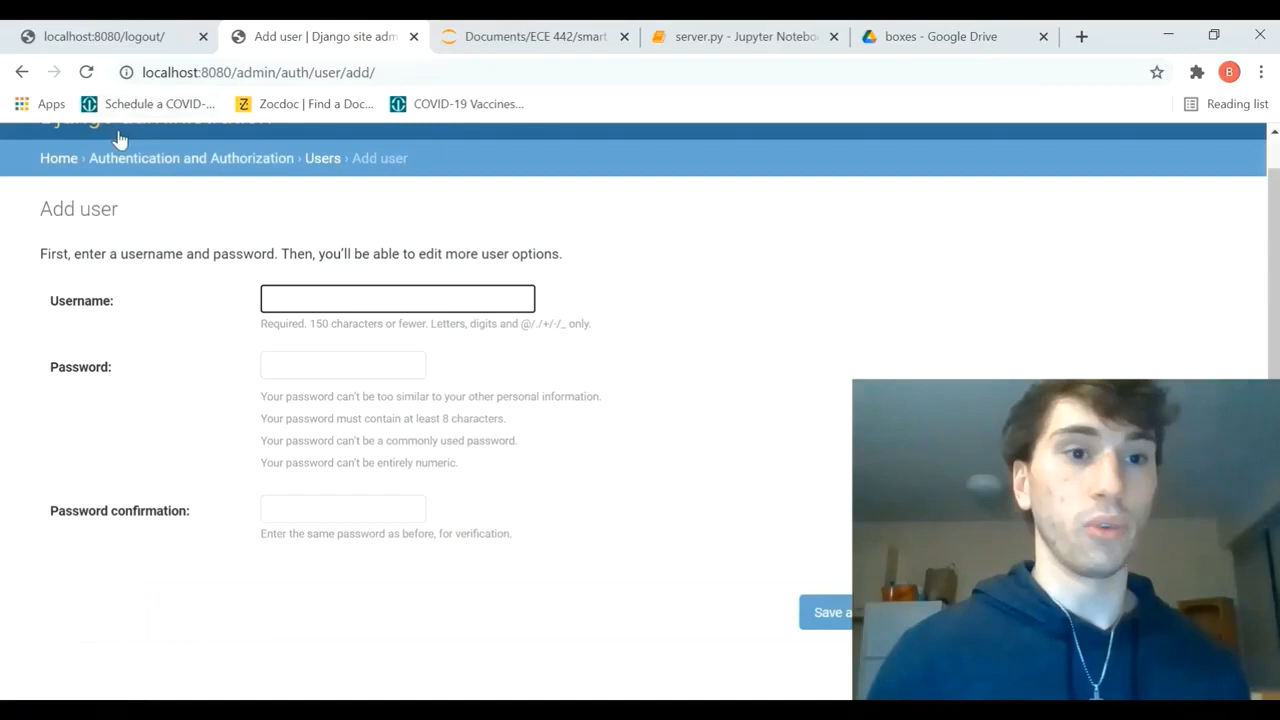 localhost:8080/logout/
Add user | Django site adm
Documents/ECE 442/smart
server.py - Jupyter Notebo
boxes - Google Drive
localhost:8080/admin/auth/user/add/
B
Apps
Schedule a COVID-...
Zocdoc | Find a Doc...
COVID-19 Vaccines...
Reading list
Home › Authentication and Authorization › Users › Add user
Add user
First, enter a username and password. Then, you'll be able to edit more user options.
Username:
Required. 150 characters or fewer. Letters, digits and @/./+/-/_ only.
Password:
Your password can't be too similar to your other personal information.
Your password must contain at least 8 characters.
Your password can't be a commonly used password.
Your password can't be entirely numeric.
Password confirmation:
Enter the same password as before, for verification.
Save a